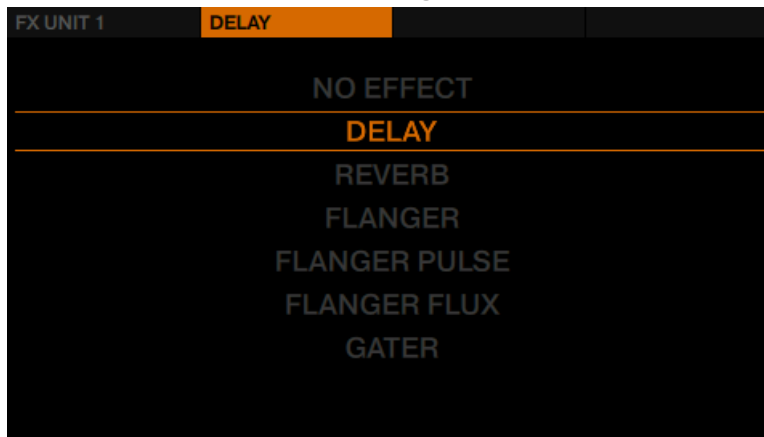 FX UNIT 1 DELAY
NO EFFECT
DELAY
REVERB
FLANGER
FLANGER PULSE
FLANGER FLUX
GATER